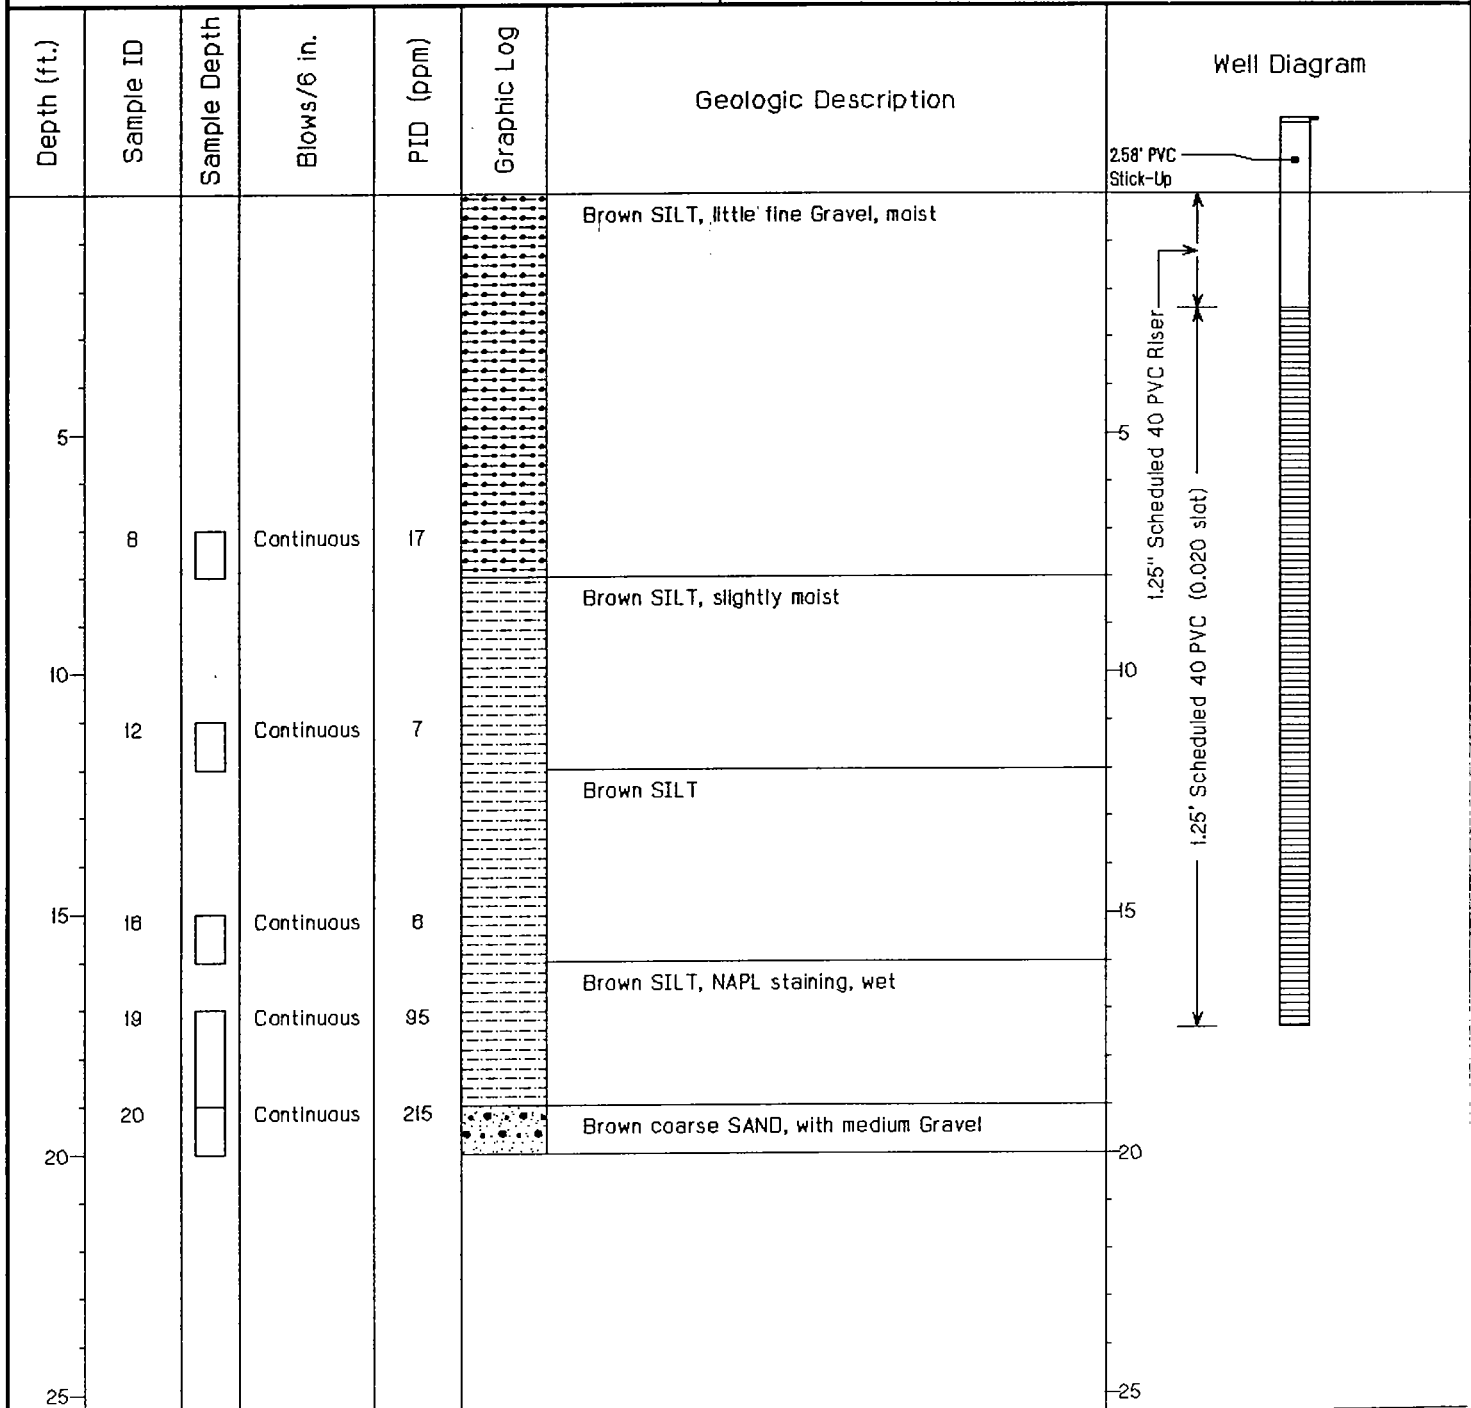 Depth (ft.)
Sample ID
Sample Depth
Blows/6 in.
PID (ppm)
Graphic Log
Geologic Description
Well Diagram
2.58' PVC
Stick-Up
Brown SILT, little fine Gravel, moist
1.25" Scheduled 40 PVC Riser
1.25" Scheduled 40 PVC (0.020 slot)
5
5
8 Continuous 17
Brown SILT, slightly moist
10
10
12 Continuous 7
Brown SILT
15
15
16 Continuous 6
Brown SILT, NAPL staining, wet
19 Continuous 95
20 Continuous 215
Brown coarse SAND, with medium Gravel
20
20
25
25